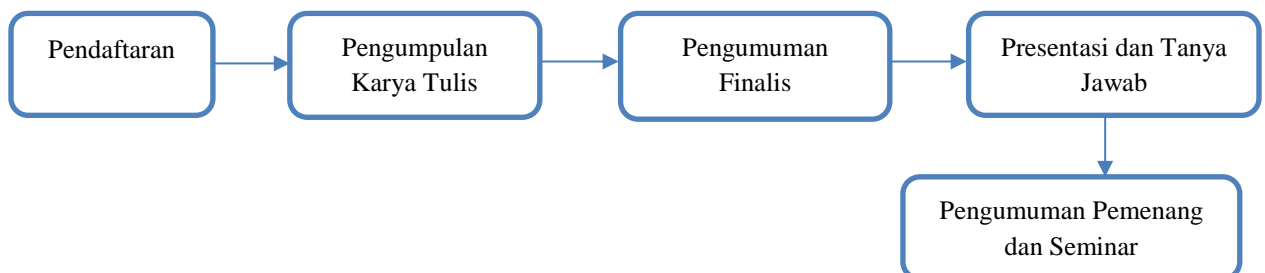 Pendaftaran
Pengumpulan
Karya Tulis
Pengumuman
Finalis
Presentasi dan Tanya
Jawab
Pengumuman Pemenang
dan Seminar